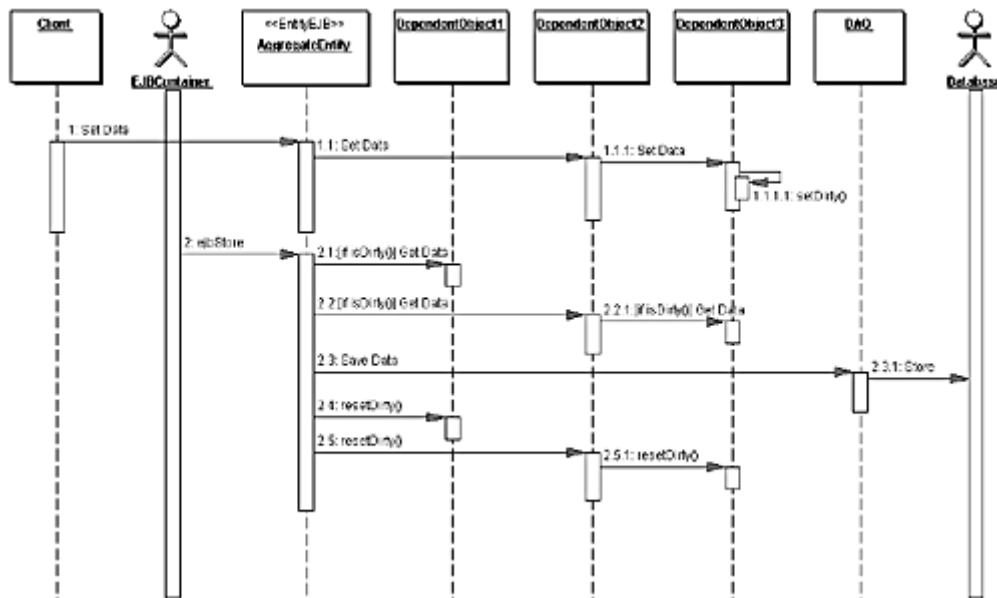 Client
EJBContainer
<<EntityEJB>>
AggregateEntity
DependentObject1
DependentObject2
DependentObject3
DAO
Database
1: Set Data
1.1: Set Data
1.1.1: Set Data
1.1.1.1: setDirty()
2: ejbStore
2.1:[if isDirty()] Get Data
2.2:[if isDirty()] Get Data
2.2.1:[if isDirty()] Get Data
2.3: Save Data
2.3.1: Store
2.4: resetDirty()
2.5: resetDirty()
2.5.1: resetDirty()